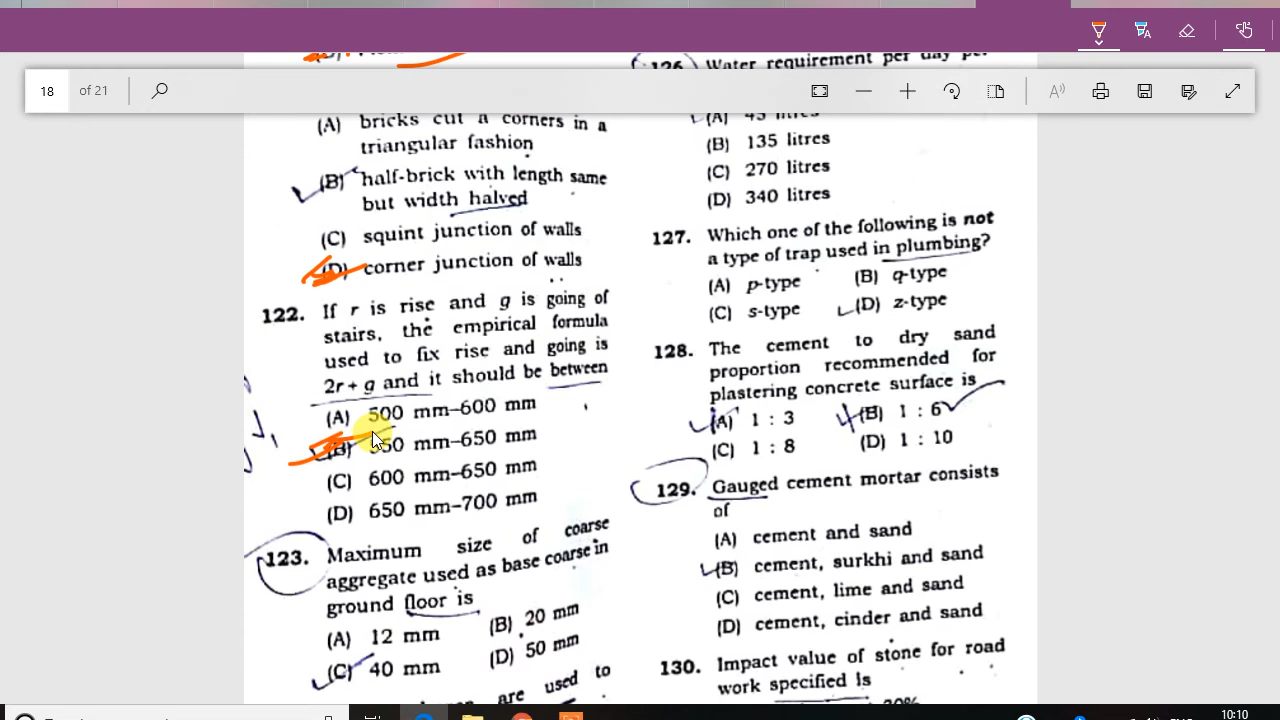 18 of 21
(A) bricks cut a corners in a
triangular fashion
(B) half-brick with length same
but width halved
(C) squint junction of walls
(D) corner junction of walls
122. If r is rise and g is going of
stairs, the empirical formula
used to fix rise and going is
2r + g and it should be between
(A) 500 mm–600 mm
(B) 550 mm–650 mm
(C) 600 mm–650 mm
(D) 650 mm–700 mm
123. Maximum size of coarse
aggregate used as base coarse in
ground floor is
(A) 12 mm (B) 20 mm
(C) 40 mm (D) 50 mm
are used to
126. Water requirement per day
(A) 45 litres
(B) 135 litres
(C) 270 litres
(D) 340 litres
127. Which one of the following is not
a type of trap used in plumbing?
(A) p-type (B) q-type
(C) s-type (D) z-type
128. The cement to dry sand
proportion recommended for
plastering concrete surface is
(A) 1 : 3 (B) 1 : 6
(C) 1 : 8 (D) 1 : 10
129. Gauged cement mortar consists
of
(A) cement and sand
(B) cement, surkhi and sand
(C) cement, lime and sand
(D) cement, cinder and sand
130. Impact value of stone for road
work specified is
10:10